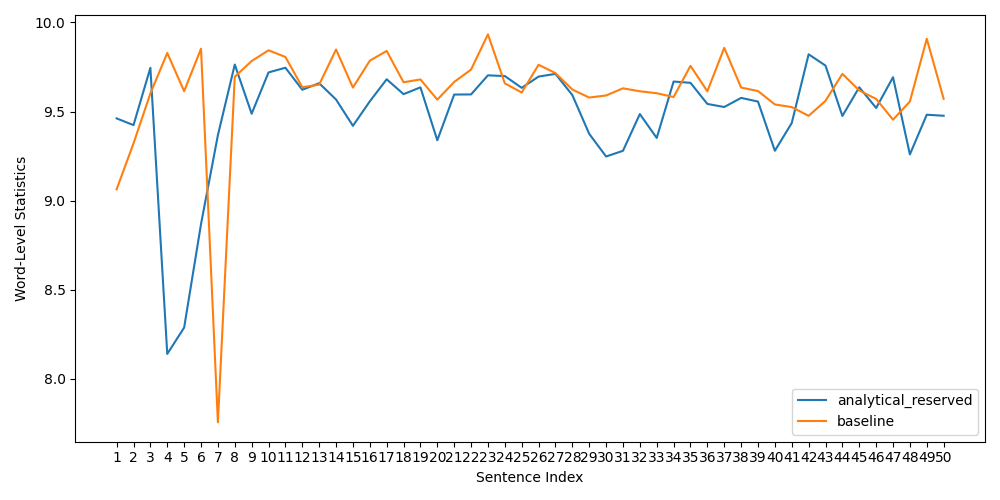 10.0
9.5
9.0
8.5
8.0
Word-Level Statistics
analytical_reserved
baseline
1 2 3 4 5 6 7 8 9 10 11 12 13 14 15 16 17 18 19 20 21 22 23 24 25 26 27 28 29 30 31 32 33 34 35 36 37 38 39 40 41 42 43 44 45 46 47 48 49 50
Sentence Index